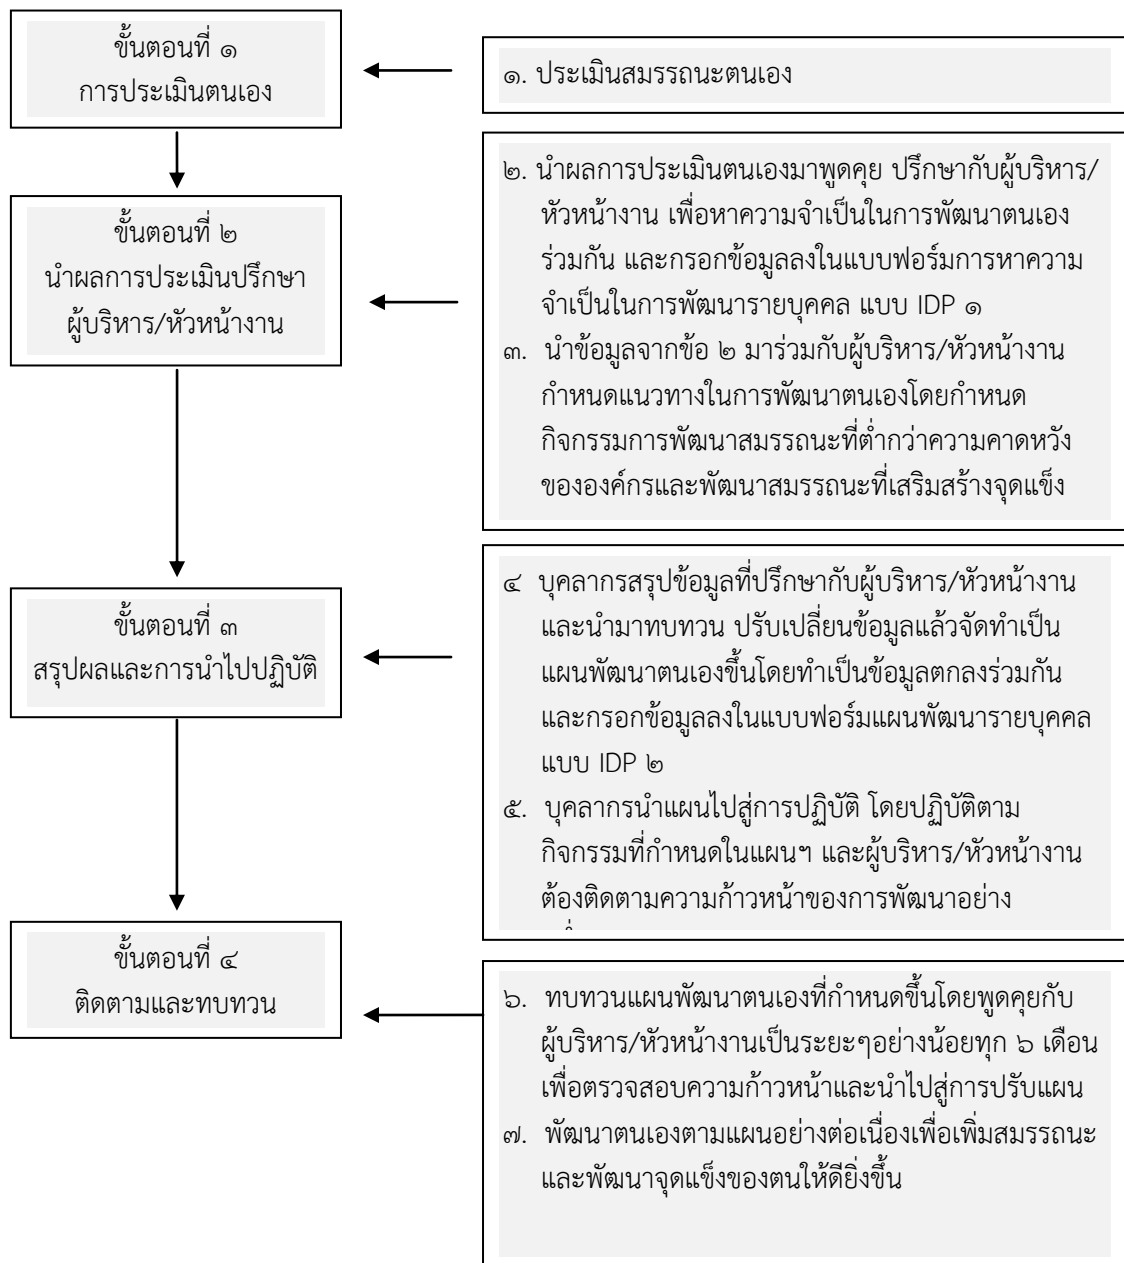 ขั้นตอนที่ ๑
การประเมินตนเอง
๑. ประเมินสมรรถนะตนเอง
ขั้นตอนที่ ๒
นำผลการประเมินปรึกษา
ผู้บริหาร/หัวหน้างาน
๒. นำผลการประเมินตนเองมาพูดคุย ปรึกษากับผู้บริหาร/
หัวหน้างาน เพื่อหาความจำเป็นในการพัฒนาตนเอง
ร่วมกัน และกรอกข้อมูลลงในแบบฟอร์มการหาความ
จำเป็นในการพัฒนารายบุคคล แบบ IDP ๑
๓. นำข้อมูลจากข้อ ๒ มาร่วมกับผู้บริหาร/หัวหน้างาน
กำหนดแนวทางในการพัฒนาตนเองโดยกำหนด
กิจกรรมการพัฒนาสมรรถนะที่ต่ำกว่าความคาดหวัง
ขององค์กรและพัฒนาสมรรถนะที่เสริมสร้างจุดแข็ง
ขั้นตอนที่ ๓
สรุปผลและการนำไปปฏิบัติ
๔ บุคลากรสรุปข้อมูลที่ปรึกษากับผู้บริหาร/หัวหน้างาน
และนำมาทบทวน ปรับเปลี่ยนข้อมูลแล้วจัดทำเป็น
แผนพัฒนาตนเองขึ้นโดยทำเป็นข้อมูลตกลงร่วมกัน
และกรอกข้อมูลลงในแบบฟอร์มแผนพัฒนารายบุคคล
แบบ IDP ๒
๕. บุคลากรนำแผนไปสู่การปฏิบัติ โดยปฏิบัติตาม
กิจกรรมที่กำหนดในแผนฯ และผู้บริหาร/หัวหน้างาน
ต้องติดตามความก้าวหน้าของการพัฒนาอย่าง
ขั้นตอนที่ ๔
ติดตามและทบทวน
๖. ทบทวนแผนพัฒนาตนเองที่กำหนดขึ้นโดยพูดคุยกับ
ผู้บริหาร/หัวหน้างานเป็นระยะๆอย่างน้อยทุก ๖ เดือน
เพื่อตรวจสอบความก้าวหน้าและนำไปสู่การปรับแผน
๗. พัฒนาตนเองตามแผนอย่างต่อเนื่องเพื่อเพิ่มสมรรถนะ
และพัฒนาจุดแข็งของตนให้ดียิ่งขึ้น